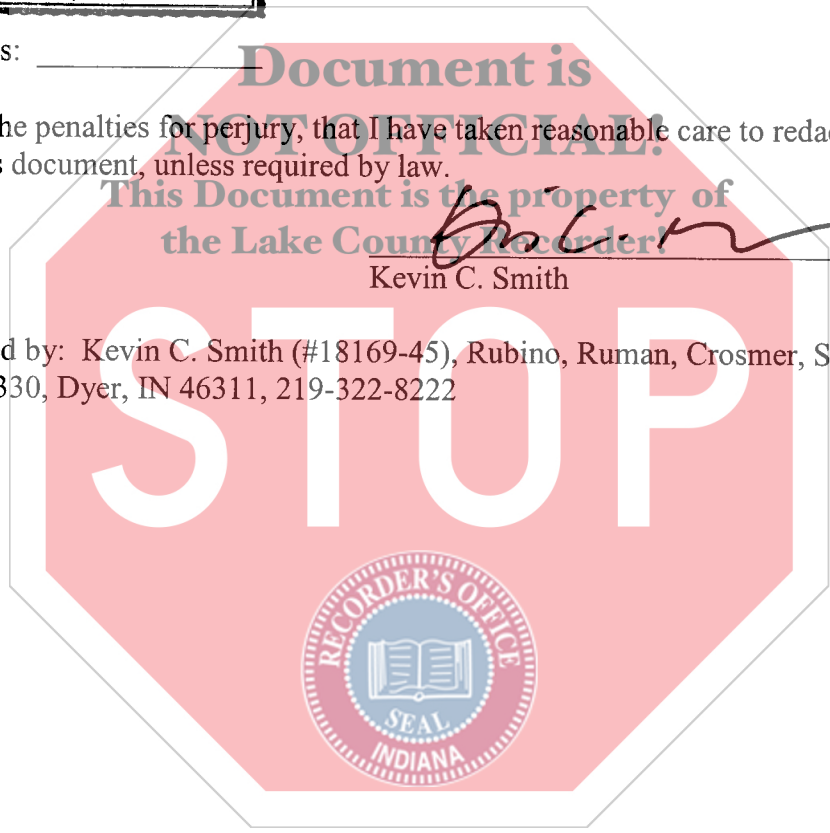 s:
Document is
NOT OFFICIAL!
he penalties for perjury, that I have taken reasonable care to redac
s document, unless required by law.
This Document is the property of
the Lake County Recorder!
Kevin C. Smith
d by: Kevin C. Smith (#18169-45), Rubino, Ruman, Crosmer, S
330, Dyer, IN 46311, 219-322-8222
STOP
RECORDER'S OFFICE
SEAL
INDIANA